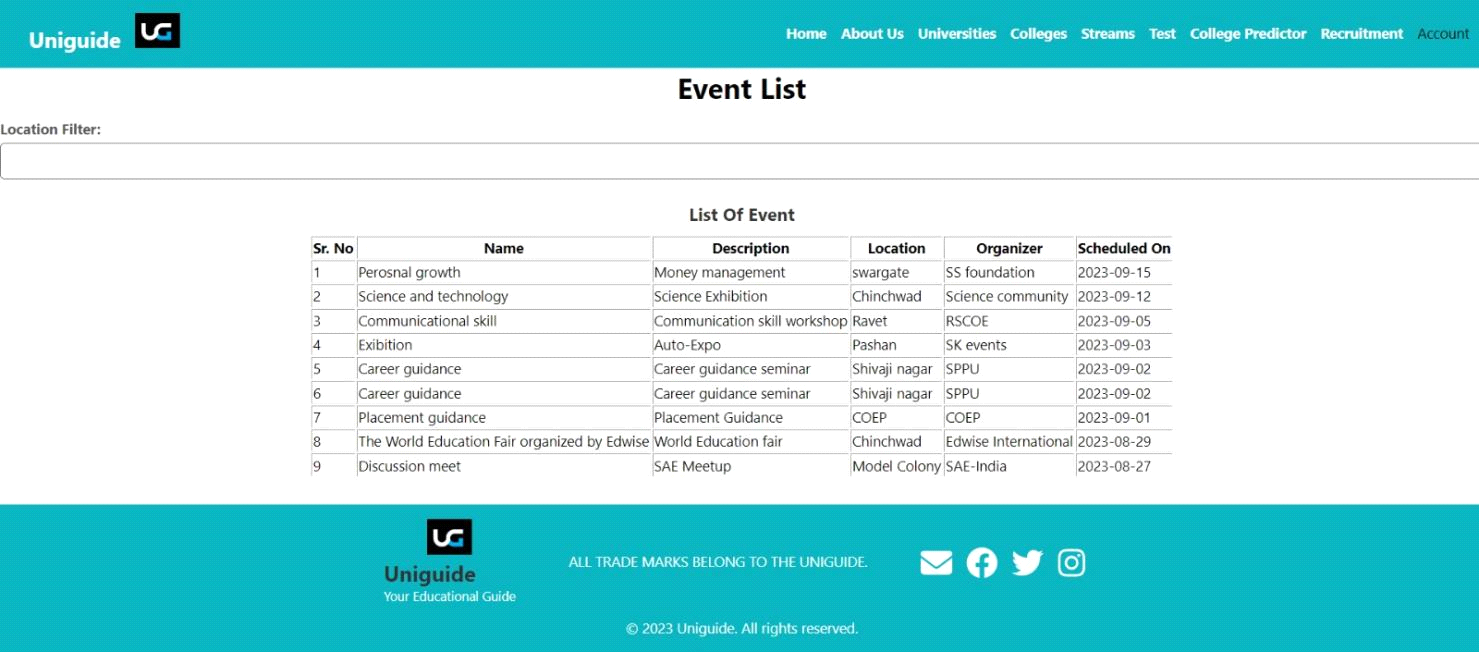 Uniguide UG Home About Us Universities Colleges Streams Test College Predictor Recruitment Account
Event List
Location Filter:
List Of Event
Sr. No Name Description Location Organizer Scheduled On
1 Perosnal growth Money management swargate SS foundation 2023-09-15
2 Science and technology Science Exhibition Chinchwad Science community 2023-09-12
3 Communicational skill Communication skill workshop Ravet RSCOE 2023-09-05
4 Exibition Auto-Expo Pashan SK events 2023-09-03
5 Career guidance Career guidance seminar Shivaji nagar SPPU 2023-09-02
6 Career guidance Career guidance seminar Shivaji nagar SPPU 2023-09-02
7 Placement guidance Placement Guidance COEP COEP 2023-09-01
8 The World Education Fair organized by Edwise World Education fair Chinchwad Edwise International 2023-08-29
9 Discussion meet SAE Meetup Model Colony SAE-India 2023-08-27
UG
Uniguide
Your Educational Guide
ALL TRADE MARKS BELONG TO THE UNIGUIDE.
© 2023 Uniguide. All rights reserved.